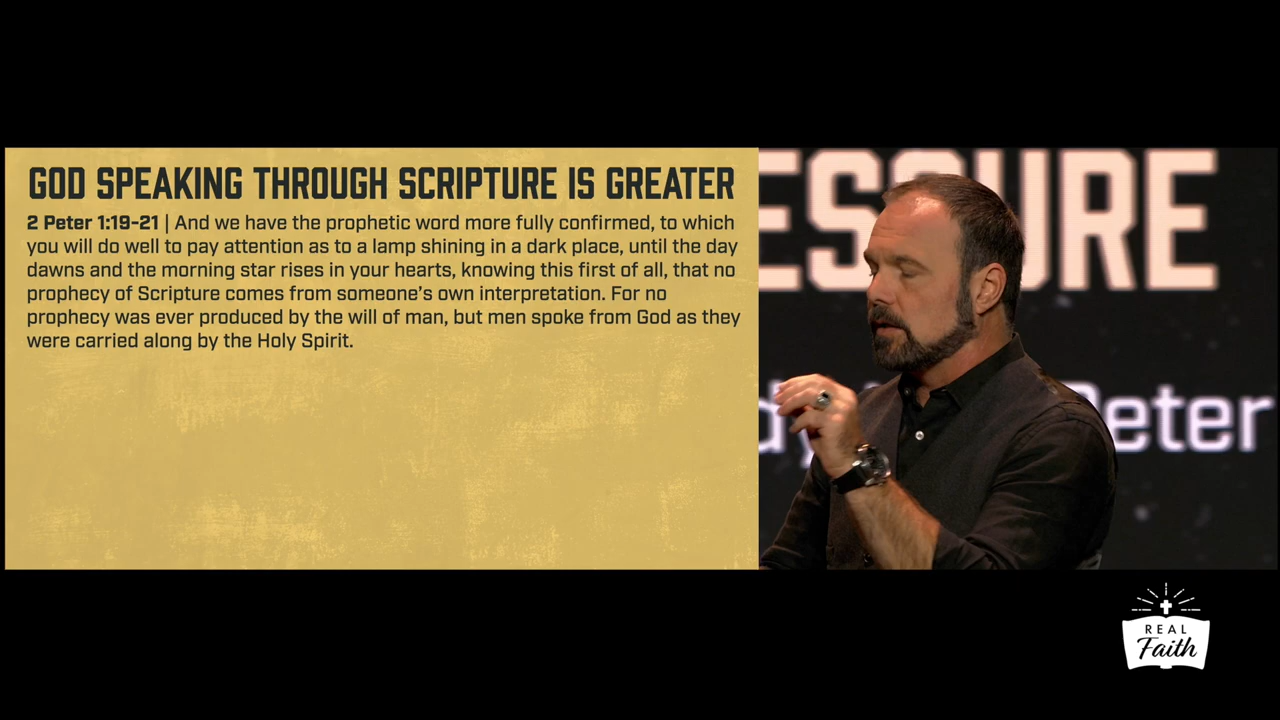 GOD SPEAKING THROUGH SCRIPTURE IS GREATER
2 Peter 1:19-21 | And we have the prophetic word more fully confirmed, to which
you will do well to pay attention as to a lamp shining in a dark place, until the day
dawns and the morning star rises in your hearts, knowing this first of all, that no
prophecy of Scripture comes from someone’s own interpretation. For no
prophecy was ever produced by the will of man, but men spoke from God as they
were carried along by the Holy Spirit.
ESSURE
Peter
REAL
Faith